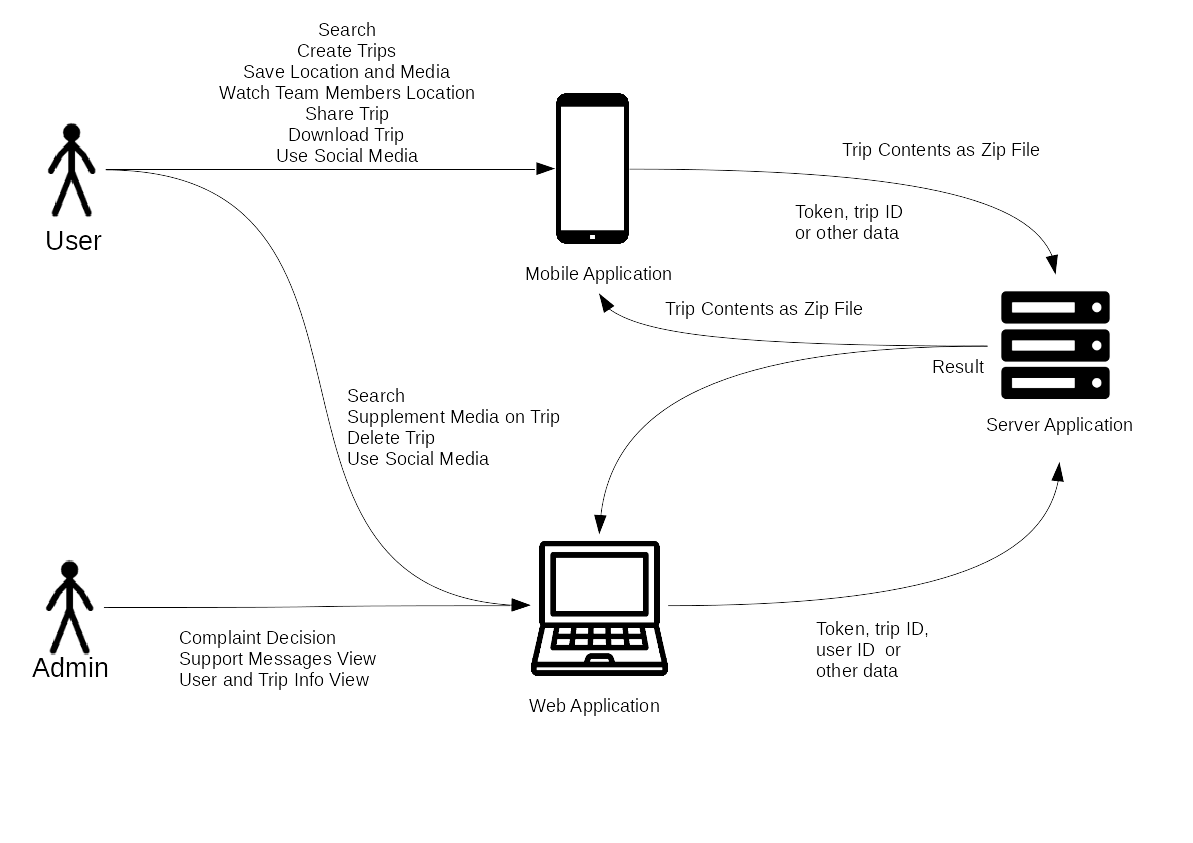 Search
Create Trips
Save Location and Media
Watch Team Members Location
Share Trip
Download Trip
Use Social Media
User
Mobile Application
Trip Contents as Zip File
Token, trip ID
or other data
Trip Contents as Zip File
Result
Server Application
Search
Supplement Media on Trip
Delete Trip
Use Social Media
Admin
Complaint Decision
Support Messages View
User and Trip Info View
Web Application
Token, trip ID,
user ID or
other data